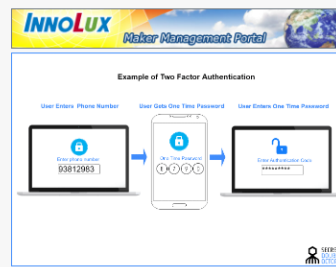 INNOLUX
Maker Management Portal
Example of Two Factor Authentication
User Enters Phone Number
User Gets One Time Password
User Enters One Time Password
Enter phone number
93812983
One Time Password
Enter Authentication Code
*********